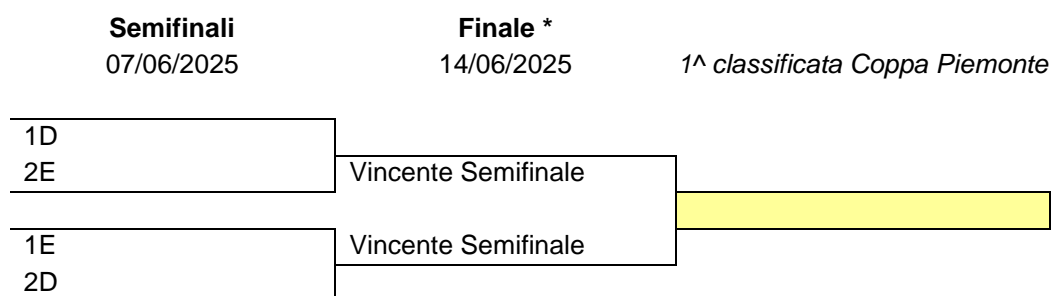 Semifinali Finale *
07/06/2025 14/06/2025 1^ classificata Coppa Piemonte
1D
2E Vincente Semifinale
1E Vincente Semifinale
2D